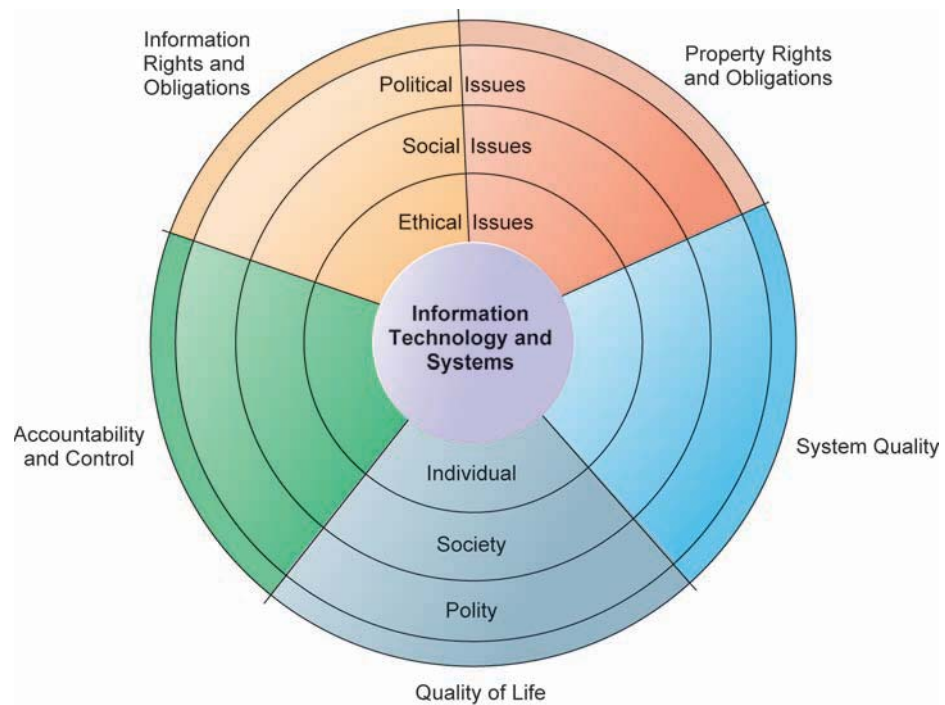 Information
Rights and
Obligations
Property Rights
and Obligations
Political Issues
Social Issues
Ethical Issues
Information
Technology and
Systems
Accountability
and Control
System Quality
Individual
Society
Polity
Quality of Life